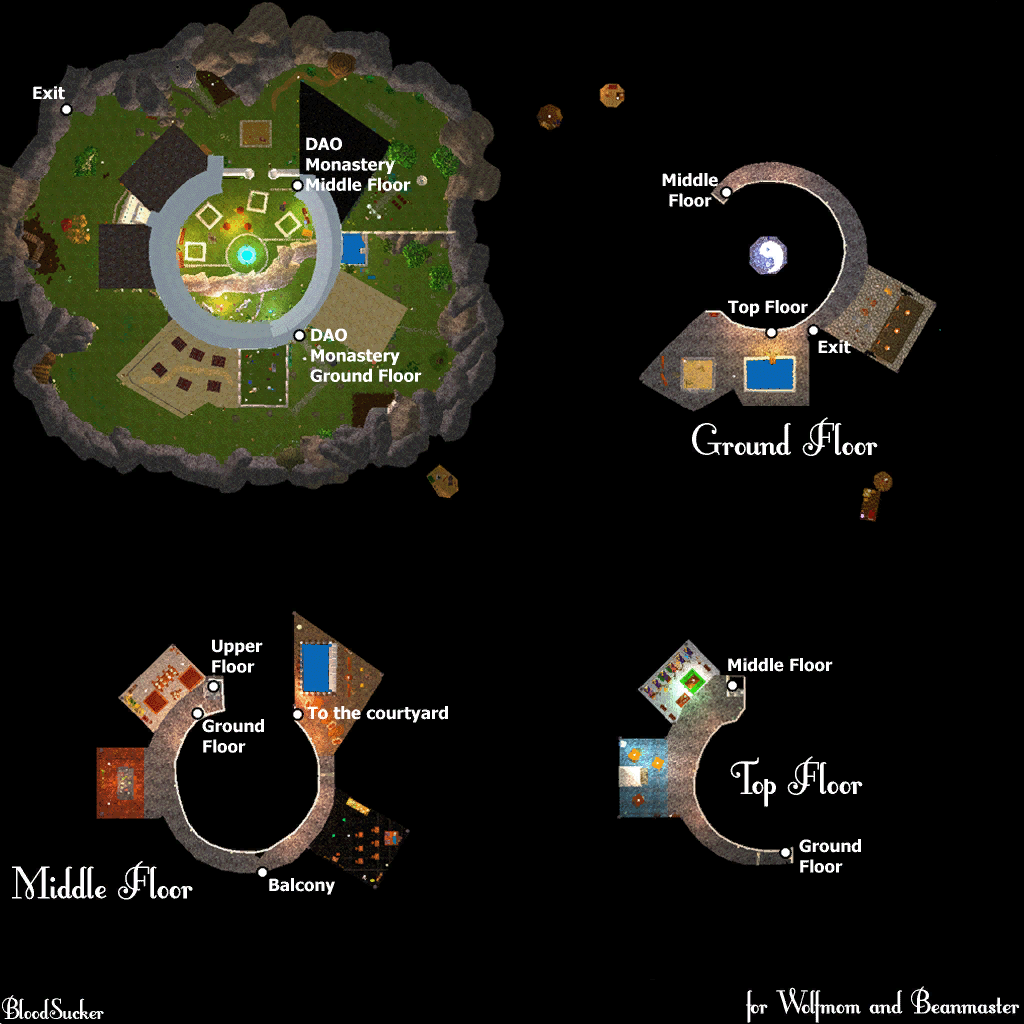 Exit
DAO
Monastery
Middle Floor
DAO
Monastery
Ground Floor
Middle
Floor
Top Floor
Exit
Ground Floor
Upper
Floor
Ground
Floor
To the courtyard
Balcony
Middle Floor
Middle Floor
Top Floor
Ground
Floor
BloodSucker
for Wolfmom and Beanmaster